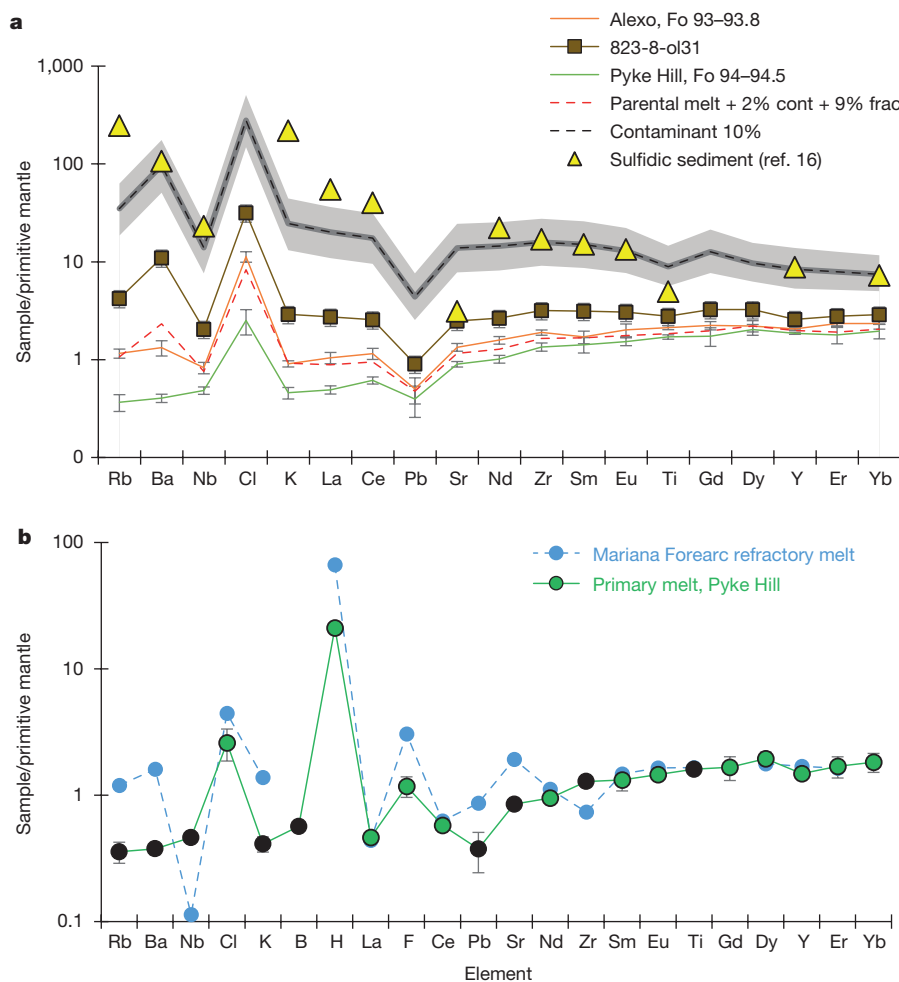 a
Alexo, Fo 93–93.8
823-8-ol31
Pyke Hill, Fo 94–94.5
Parental melt + 2% cont + 9% frac
Contaminant 10%
Sulfidic sediment (ref. 16)
1,000
100
10
1
0
Sample/primitive mantle
Rb Ba Nb Cl K La Ce Pb Sr Nd Zr Sm Eu Ti Gd Dy Y Er Yb
b
Mariana Forearc refractory melt
Primary melt, Pyke Hill
100
10
1
0.1
Sample/primitive mantle
Rb Ba Nb Cl K B H La F Ce Pb Sr Nd Zr Sm Eu Ti Gd Dy Y Er Yb
Element